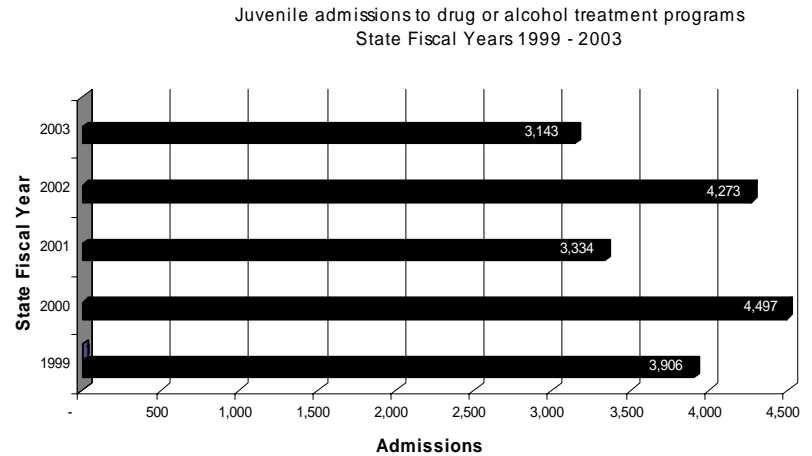 Juvenile admissions to drug or alcohol treatment programs
State Fiscal Years 1999 - 2003
State Fiscal Year
2003
3,143
2002
4,273
2001
3,334
2000
4,497
1999
3,906
- 500 1,000 1,500 2,000 2,500 3,000 3,500 4,000 4,500
Admissions